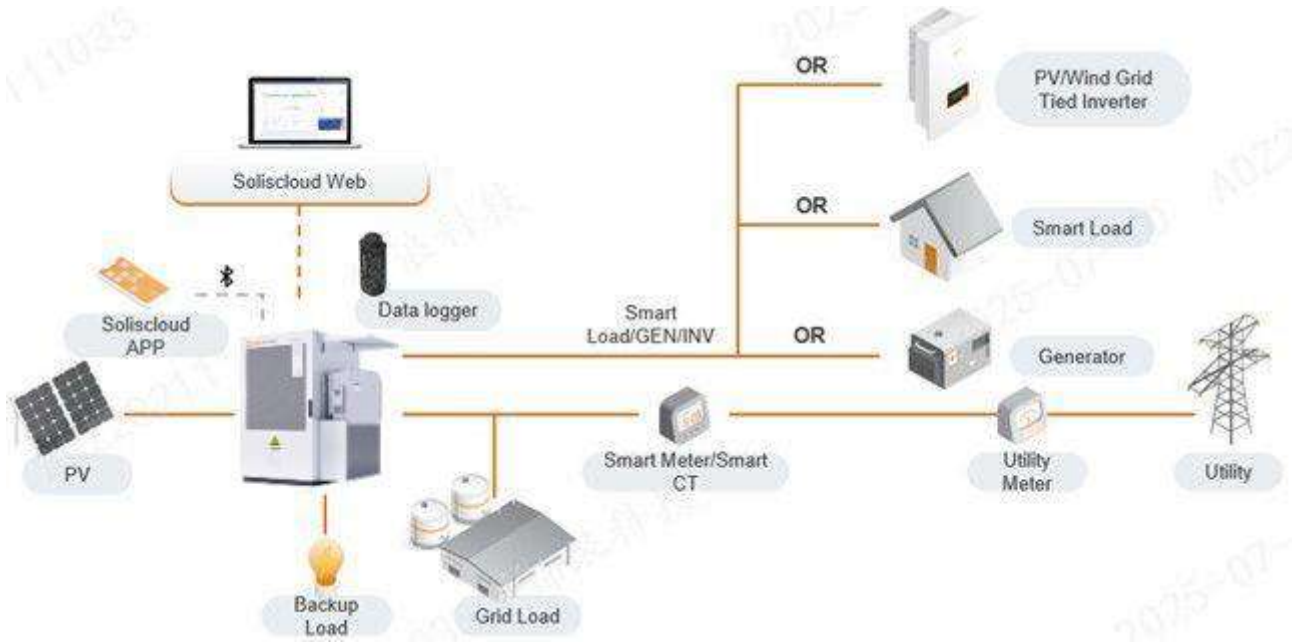 OR
PV/Wind Grid
Tied Inverter
Soliscloud Web
OR
Smart Load
Data logger
Soliscloud
APP
Smart
Load/GEN/INV
OR
Generator
PV
Smart Meter/Smart
CT
Utility
Meter
Utility
Backup
Load
Grid Load